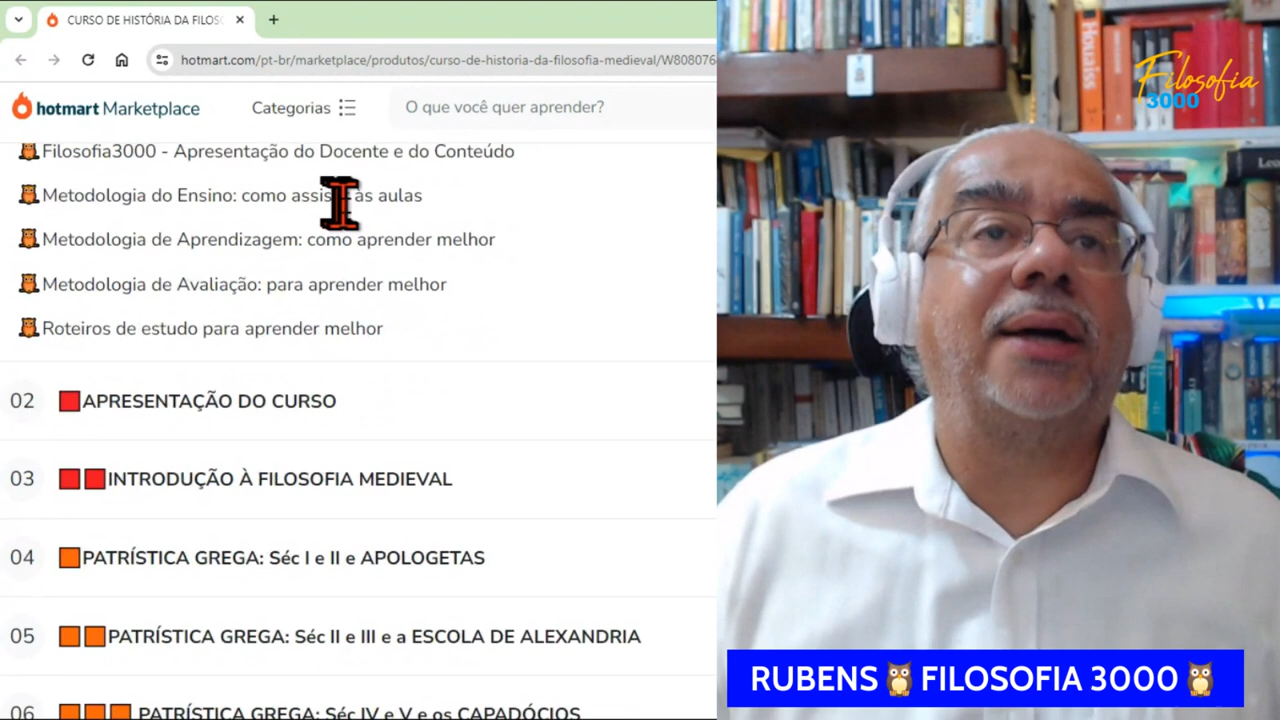 CURSO DE HISTÓRIA DA FILOS
hotmart.com/pt-br/marketplace/produtos/curso-de-historia-da-filosofia-medieval/W808076
hotmart Marketplace
Categorias
O que você quer aprender?
Filosofia3000 - Apresentação do Docente e do Conteúdo
Metodologia do Ensino: como assis às aulas
Metodologia de Aprendizagem: como aprender melhor
Metodologia de Avaliação: para aprender melhor
Roteiros de estudo para aprender melhor
02 APRESENTAÇÃO DO CURSO
03 INTRODUÇÃO À FILOSOFIA MEDIEVAL
04 PATRÍSTICA GREGA: Séc I e II e APOLOGETAS
05 PATRÍSTICA GREGA: Séc II e III e a ESCOLA DE ALEXANDRIA
06 PATRÍSTICA GREGA: Séc IV e V e os CAPADÓCIOS
Houaiss
Filosofia
3000
RUBENS FILOSOFIA 3000